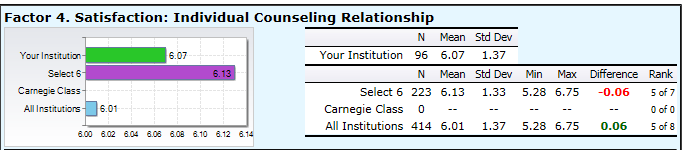 Factor 4. Satisfaction: Individual Counseling Relationship
Your Institution 6.07
Select 6 6.13
Carnegie Class
All Institutions 6.01
6.00 6.02 6.04 6.06 6.08 6.10 6.12 6.14
N Mean Std Dev
Your Institution 96 6.07 1.37
N Mean Std Dev Min Max Difference Rank
Select 6 223 6.13 1.33 5.28 6.75 -0.06 5 of 7
Carnegie Class 0 -- -- -- -- -- 0 of 0
All Institutions 414 6.01 1.37 5.28 6.75 0.06 5 of 8